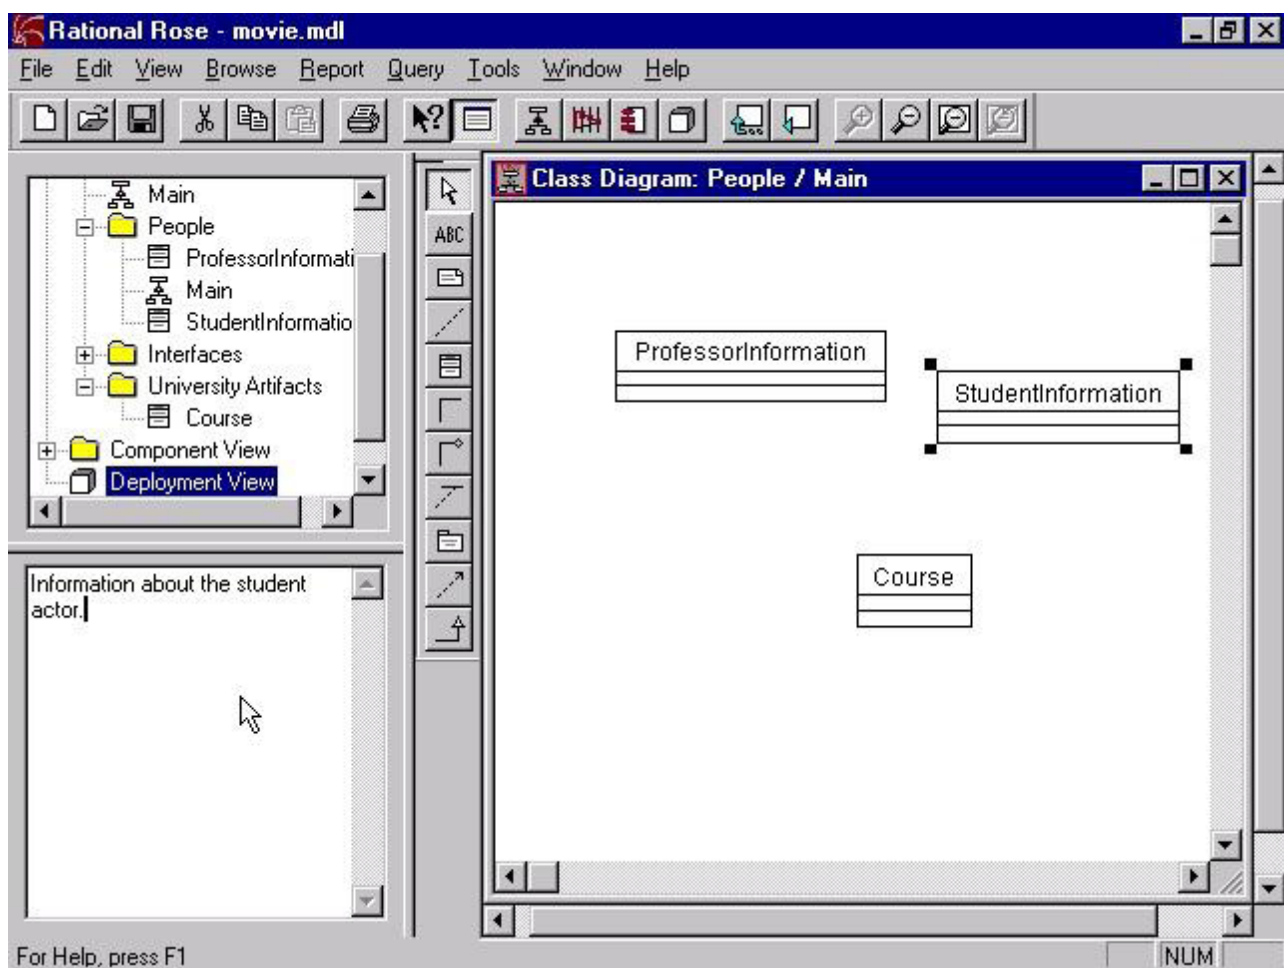 Rational Rose - movie.mdl
File Edit View Browse Report Query Tools Window Help
Main
People
ProfessorInformati
Main
StudentInformatio
Interfaces
University Artifacts
Course
Component View
Deployment View
Information about the student
actor.
ABC
Class Diagram: People / Main
ProfessorInformation
StudentInformation
Course
For Help, press F1
NUM